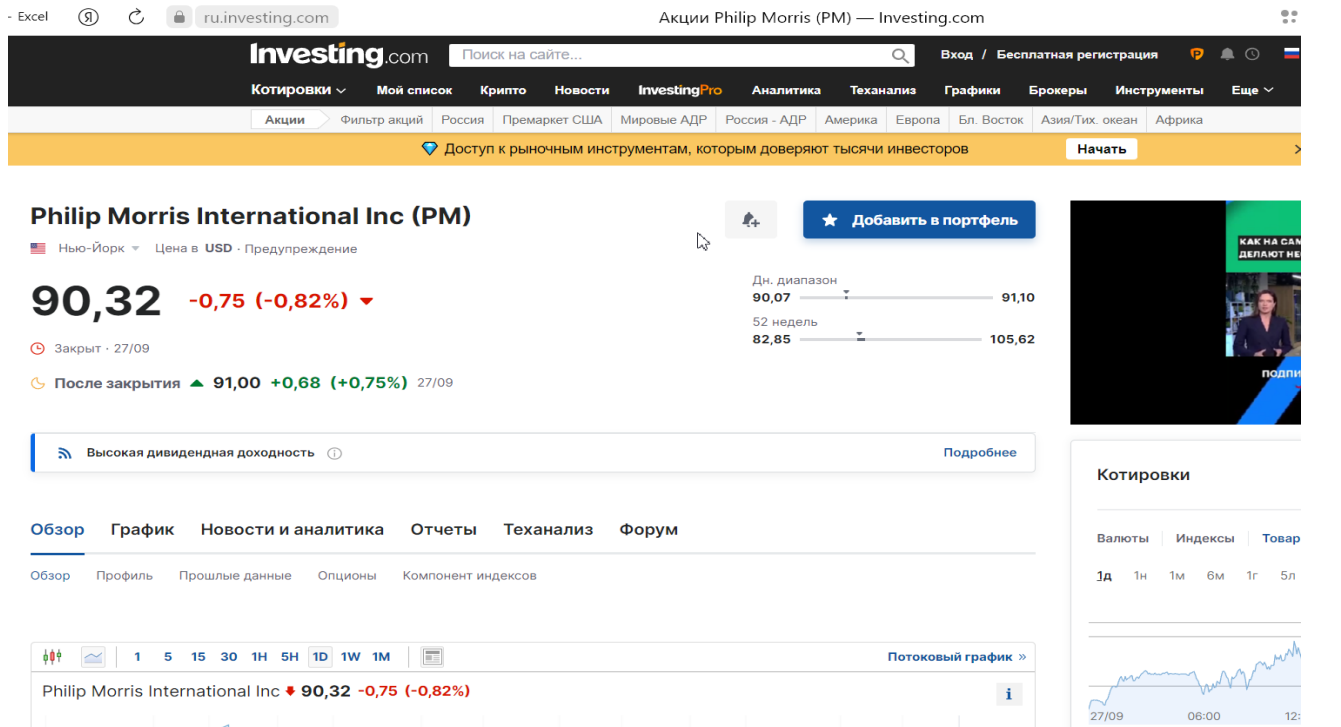 - Excel Я ru.investing.com Акции Philip Morris (PM) — Investing.com
Investing.com Поиск на сайте... Вход / Бесплатная регистрация
Котировки Мой список Крипто Новости InvestingPro Аналитика Теханализ Графики Брокеры Инструменты Еще
Акции Фильтр акций Россия Премаркет США Мировые АДР Россия - АДР Америка Европа Бл. Восток Азия/Тих. океан Африка
Доступ к рыночным инструментам, которым доверяют тысячи инвесторов Начать
Philip Morris International Inc (PM)
Добавить в портфель
Нью-Йорк Цена в USD · Предупреждение
90,32 -0,75 (-0,82%)
Дн. диапазон
90,07 91,10
52 недель
82,85 105,62
Закрыт · 27/09
После закрытия 91,00 +0,68 (+0,75%) 27/09
КАК НА САМ
ДЕЛАЮТ НЕ
Высокая дивидендная доходность Подробнее
Котировки
Обзор График Новости и аналитика Отчеты Теханализ Форум
Валюты Индексы Товар
Обзор Профиль Прошлые данные Опционы Компонент индексов
1д 1н 1м 6м 1г 5л
1 5 15 30 1H 5H 1D 1W 1M Потоковый график »
Philip Morris International Inc 90,32 -0,75 (-0,82%) i
27/09 06:00 12: